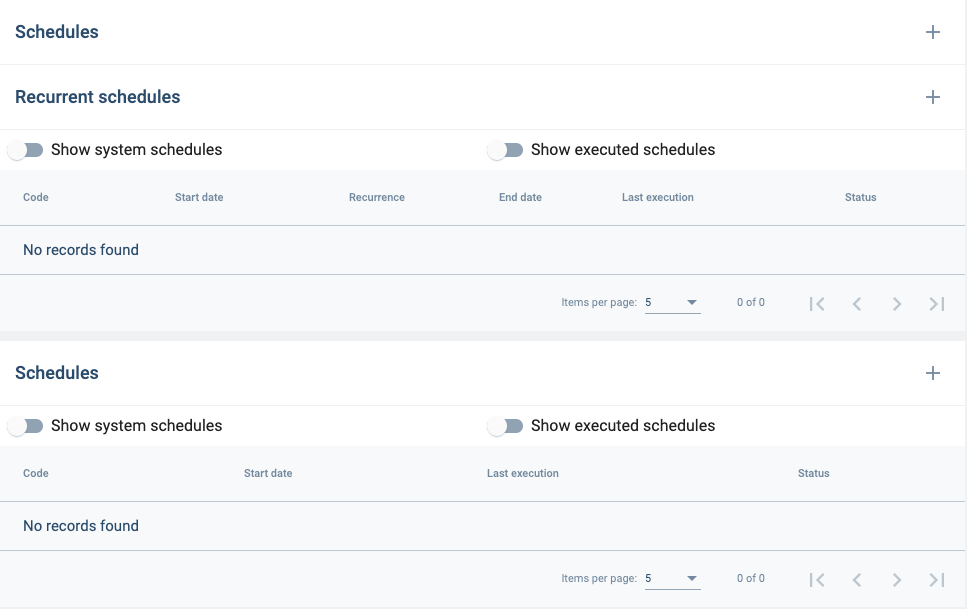 Schedules
Recurrent schedules
Show system schedules Show executed schedules
Code Start date Recurrence End date Last execution Status
No records found
Items per page: 5 0 of 0
Schedules
Show system schedules Show executed schedules
Code Start date Last execution Status
No records found
Items per page: 5 0 of 0